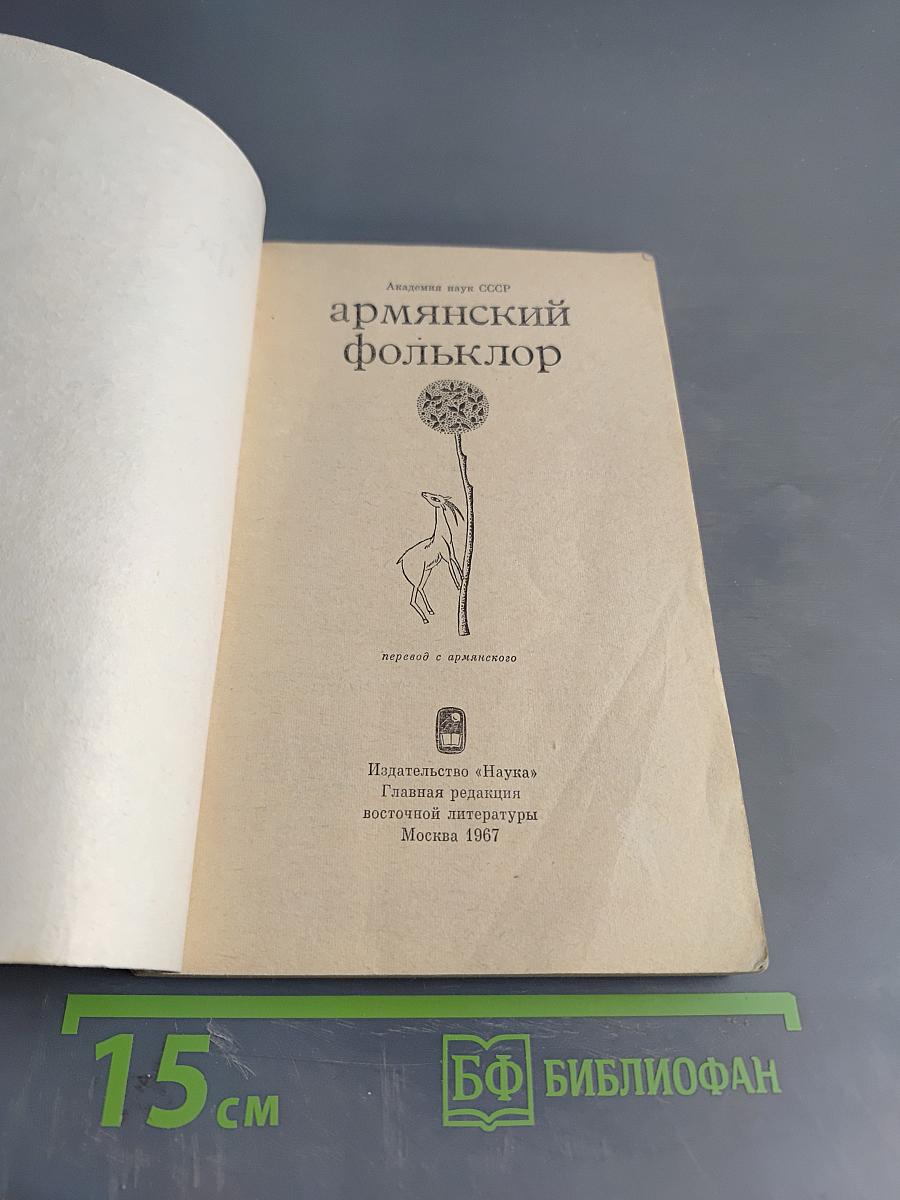 Академия наук СССР
армянский
фольклор
перевод с армянского
Издательство «Наука»
Главная редакция
восточной литературы
Москва 1967
15 см
БФ БИБЛИОФАН